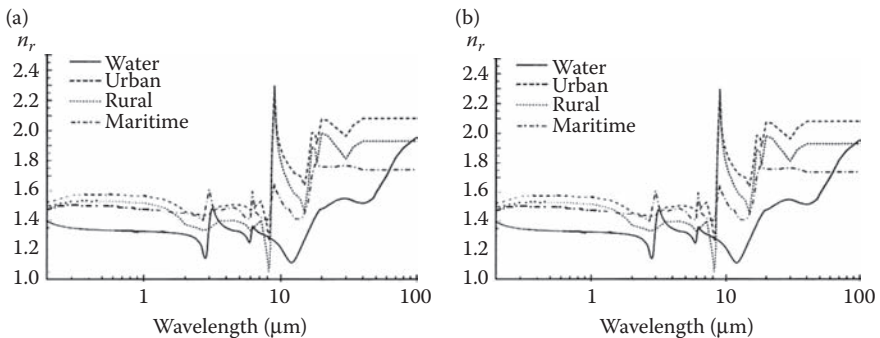 (a)
n_r
2.4
2.2
2.0
1.8
1.6
1.4
1.2
1.0
Water
Urban
Rural
Maritime
1
10
100
Wavelength (μm)
(b)
n_r
2.4
2.2
2.0
1.8
1.6
1.4
1.2
1.0
Water
Urban
Rural
Maritime
1
10
100
Wavelength (μm)